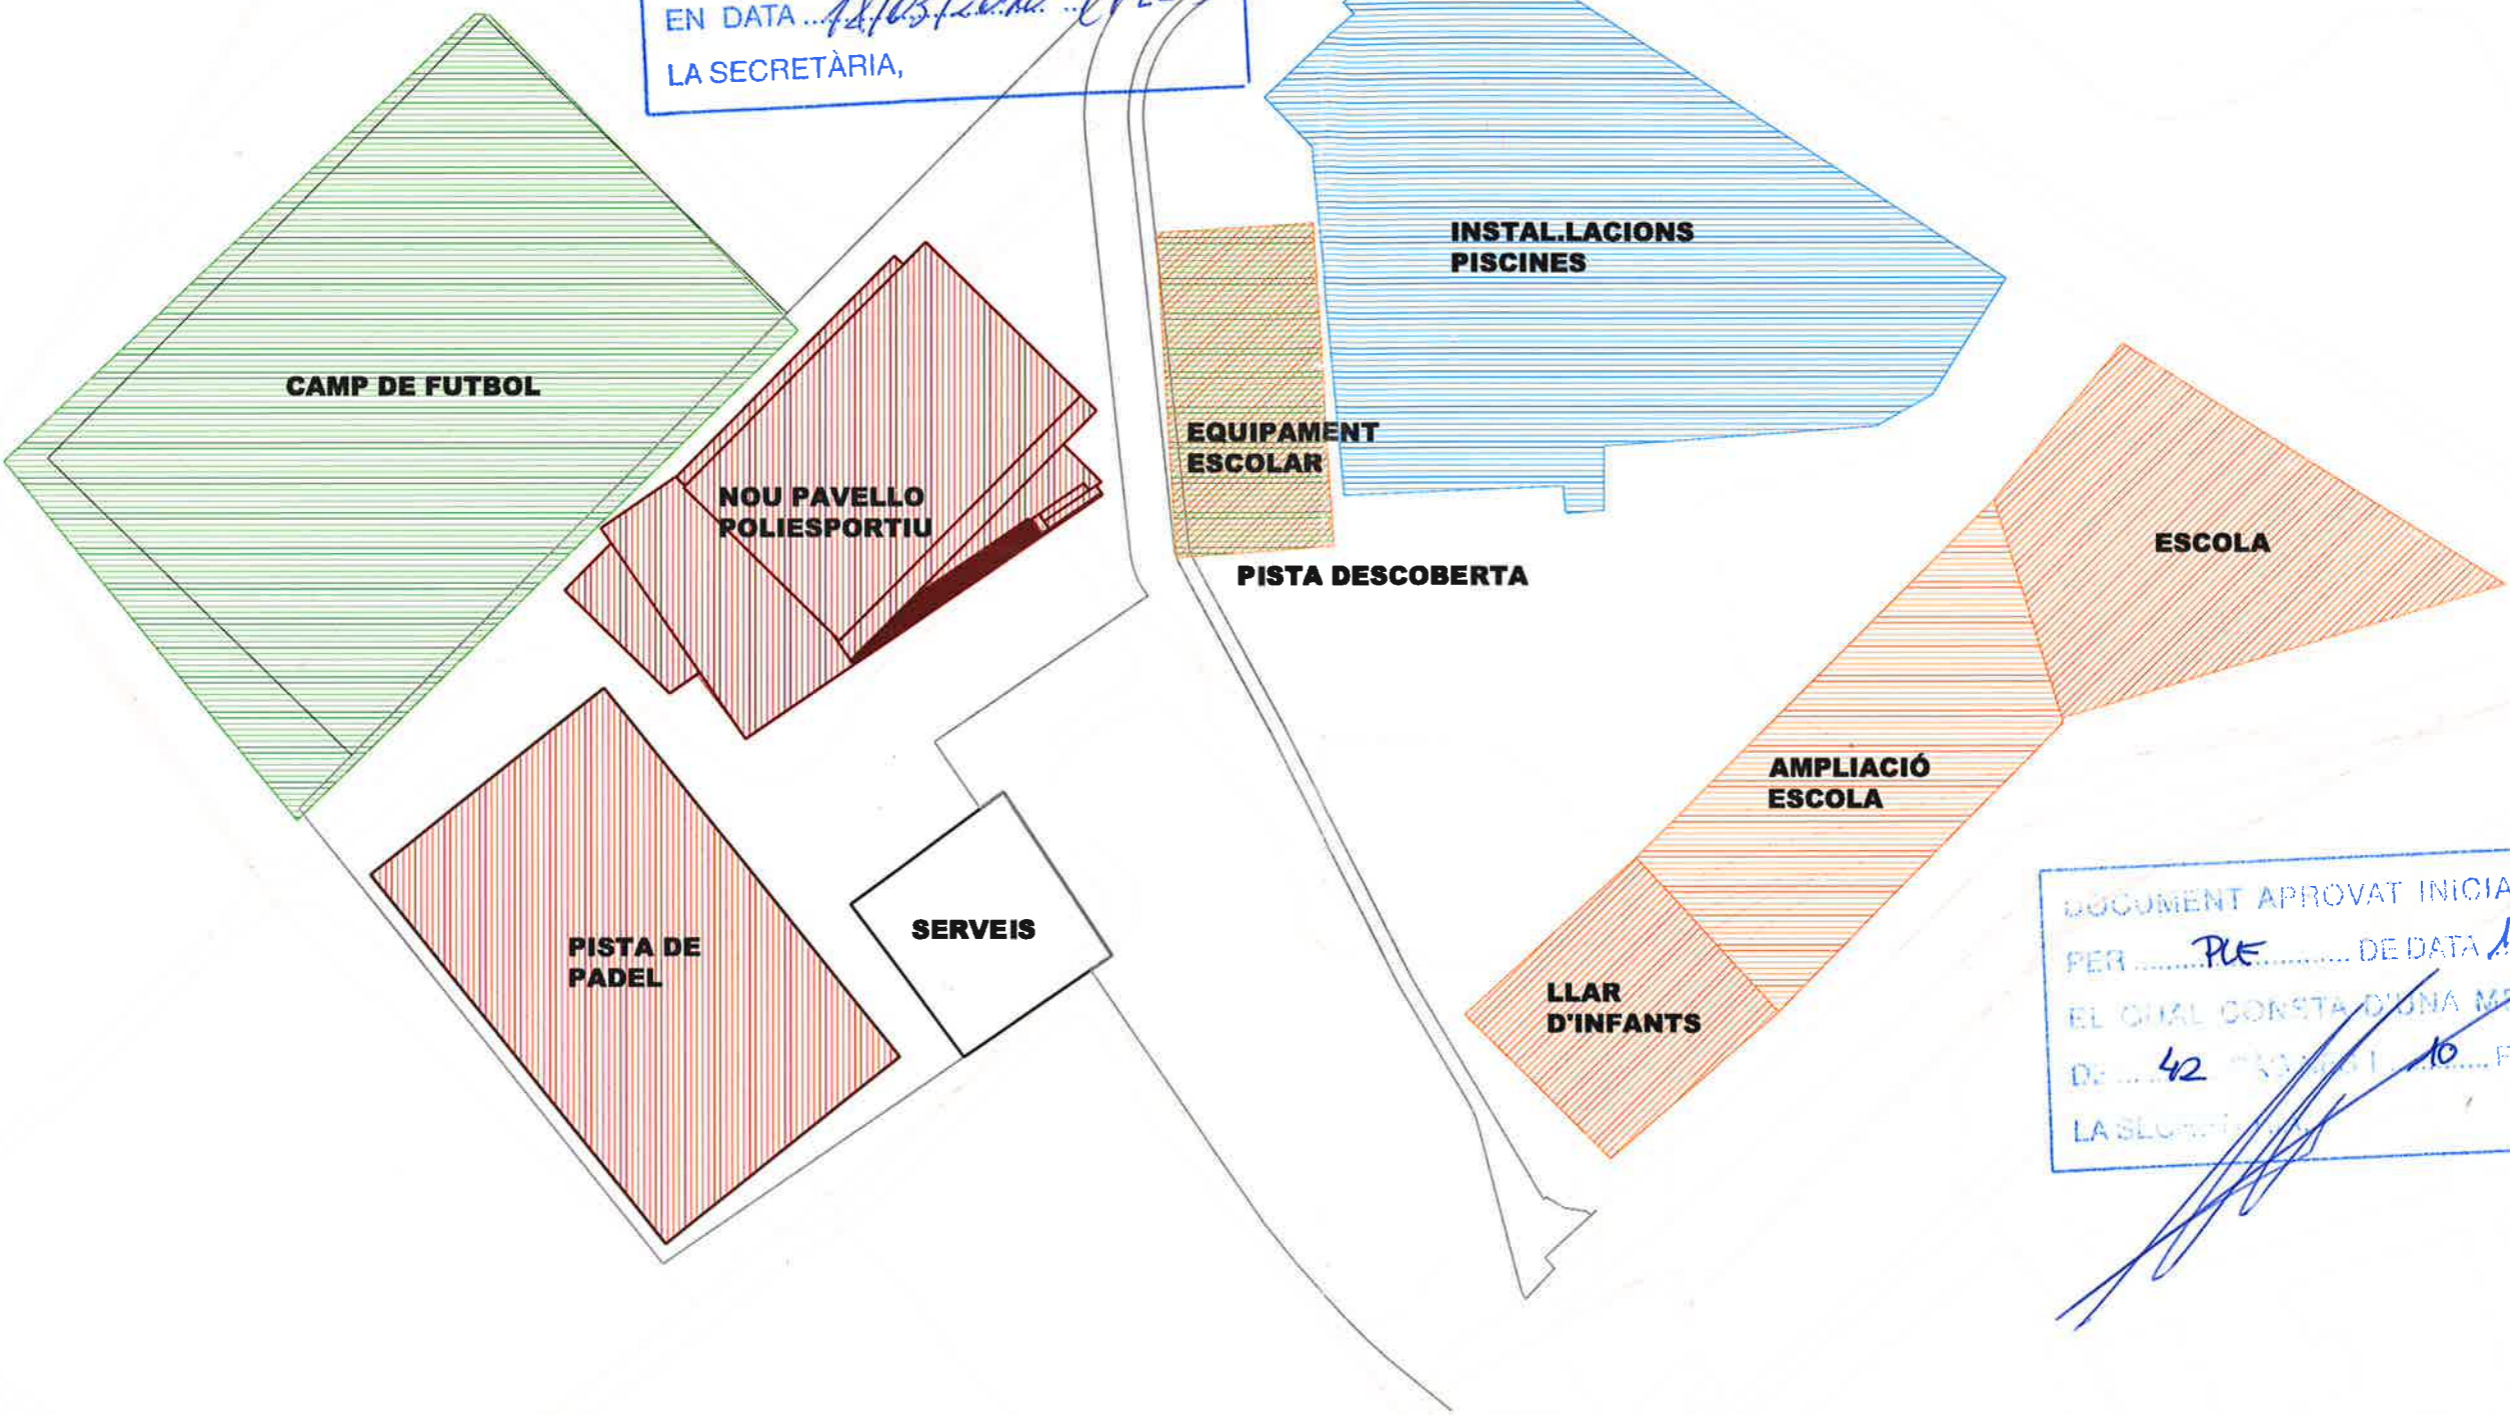 EN DATA
LA SECRETÀRIA,
INSTAL.LACIONS
PISCINES
CAMP DE FUTBOL
EQUIPAMENT
ESCOLAR
NOU PAVELLO
POLIESPORTIU
ESCOLA
PISTA DESCOBERTA
AMPLIACIÓ
ESCOLA
SERVEIS
PISTA DE
PADEL
LLAR
D'INFANTS
DOCUMENT APROVAT INICIA
PER ........ PLE ........ DE DATA
EL QUAL CONSTA D'UNA
DE ..... 42 10
LA